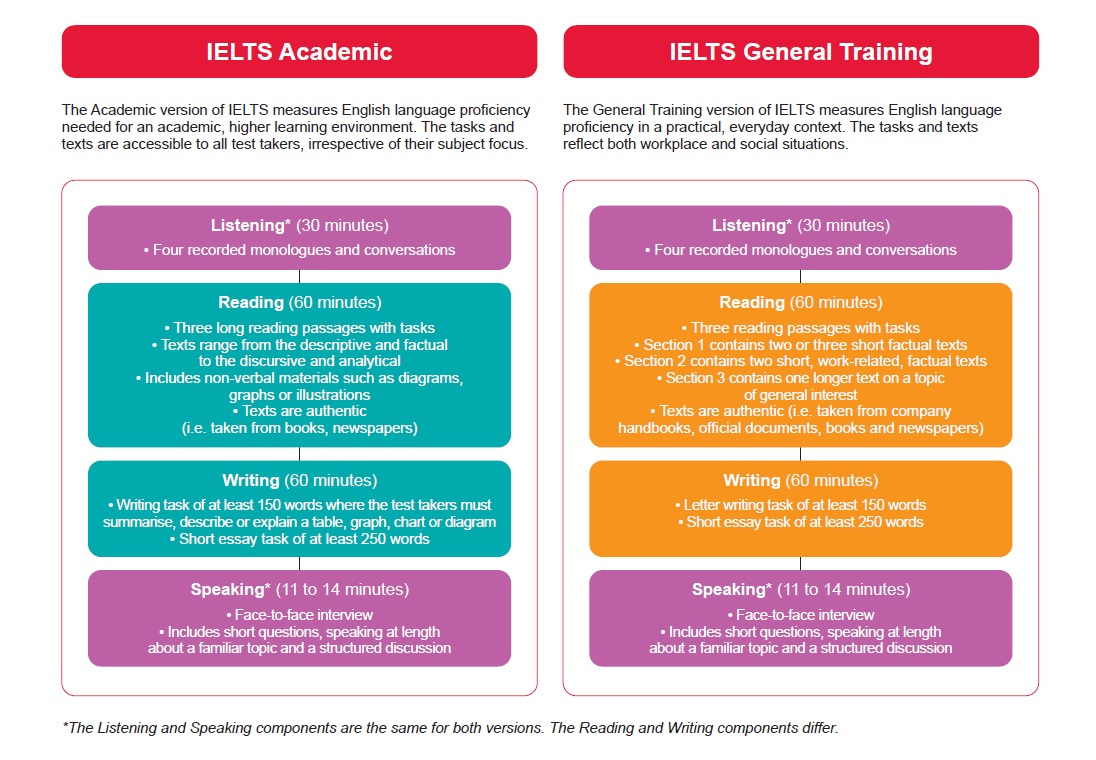 IELTS Academic
The Academic version of IELTS measures English language proficiency
needed for an academic, higher learning environment. The tasks and
texts are accessible to all test takers, irrespective of their subject focus.
Listening* (30 minutes)
• Four recorded monologues and conversations
Reading (60 minutes)
• Three long reading passages with tasks
• Texts range from the descriptive and factual
to the discursive and analytical
• Includes non-verbal materials such as diagrams,
graphs or illustrations
• Texts are authentic
(i.e. taken from books, newspapers)
Writing (60 minutes)
• Writing task of at least 150 words where the test takers must
summarise, describe or explain a table, graph, chart or diagram
• Short essay task of at least 250 words
Speaking* (11 to 14 minutes)
• Face-to-face interview
• Includes short questions, speaking at length
about a familiar topic and a structured discussion
IELTS General Training
The General Training version of IELTS measures English language
proficiency in a practical, everyday context. The tasks and texts
reflect both workplace and social situations.
Listening* (30 minutes)
• Four recorded monologues and conversations
Reading (60 minutes)
• Three reading passages with tasks
• Section 1 contains two or three short factual texts
• Section 2 contains two short, work-related, factual texts
• Section 3 contains one longer text on a topic
of general interest
• Texts are authentic (i.e. taken from company
handbooks, official documents, books and newspapers)
Writing (60 minutes)
• Letter writing task of at least 150 words
• Short essay task of at least 250 words
Speaking* (11 to 14 minutes)
• Face-to-face interview
• Includes short questions, speaking at length
about a familiar topic and a structured discussion
*The Listening and Speaking components are the same for both versions. The Reading and Writing components differ.